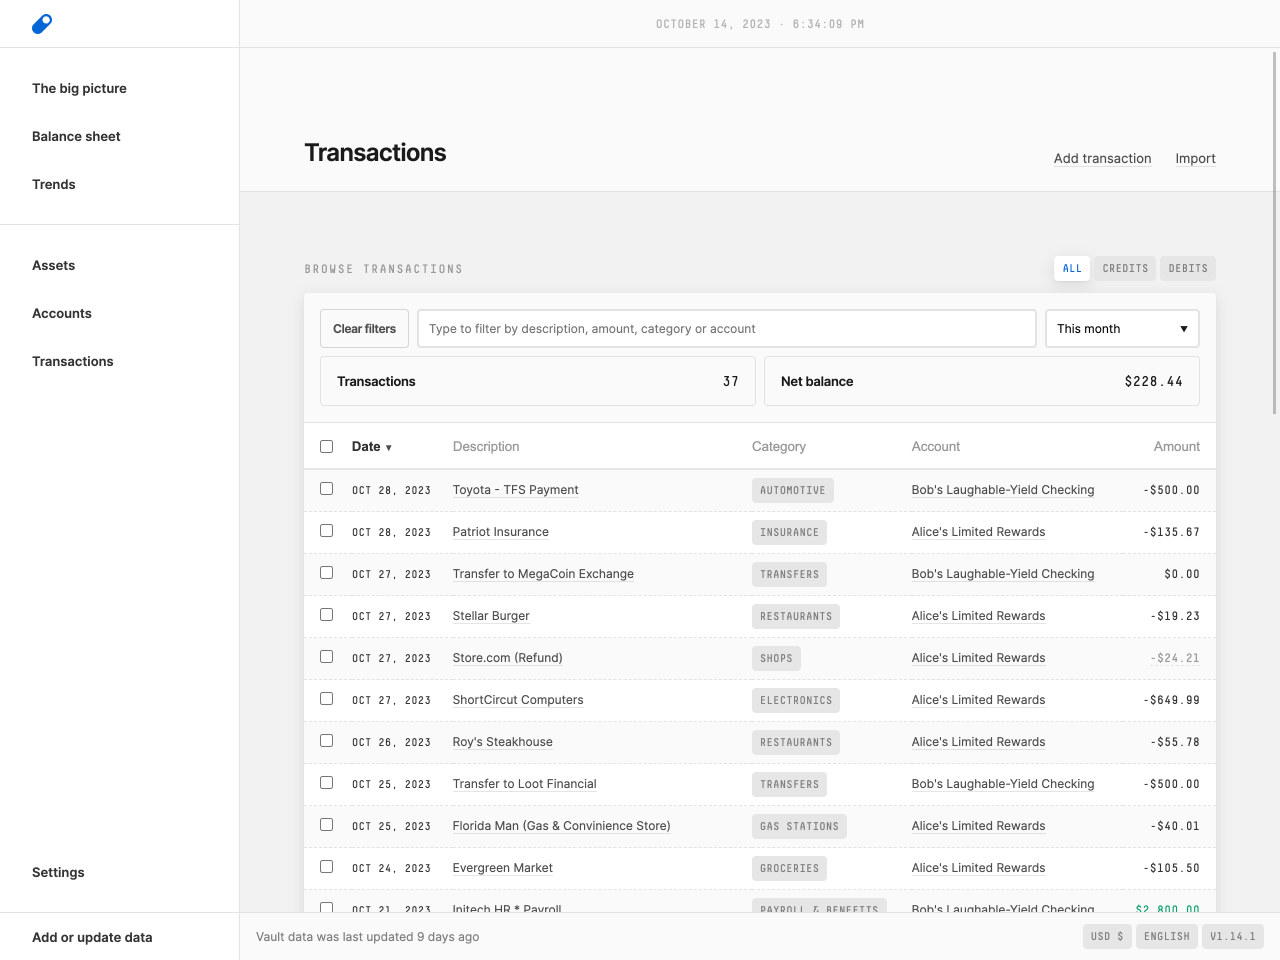 OCTOBER 14, 2023 · 6:34:09 PM
The big picture
Balance sheet
Trends
Assets
Accounts
Transactions
Settings
Add or update data
Transactions
Add transaction Import
BROWSE TRANSACTIONS
ALL CREDITS DEBITS
Clear filters Type to filter by description, amount, category or account This month ▼
Transactions 37 Net balance $228.44
Date ▼ Description Category Account Amount
OCT 28, 2023 Toyota - TFS Payment AUTOMOTIVE Bob's Laughable-Yield Checking -$500.00
OCT 28, 2023 Patriot Insurance INSURANCE Alice's Limited Rewards -$135.67
OCT 27, 2023 Transfer to MegaCoin Exchange TRANSFERS Bob's Laughable-Yield Checking $0.00
OCT 27, 2023 Stellar Burger RESTAURANTS Alice's Limited Rewards -$19.23
OCT 27, 2023 Store.com (Refund) SHOPS Alice's Limited Rewards -$24.21
OCT 27, 2023 ShortCircut Computers ELECTRONICS Alice's Limited Rewards -$649.99
OCT 26, 2023 Roy's Steakhouse RESTAURANTS Alice's Limited Rewards -$55.78
OCT 25, 2023 Transfer to Loot Financial TRANSFERS Bob's Laughable-Yield Checking -$500.00
OCT 25, 2023 Florida Man (Gas & Convinience Store) GAS STATIONS Alice's Limited Rewards -$40.01
OCT 24, 2023 Evergreen Market GROCERIES Alice's Limited Rewards -$105.50
OCT 21, 2023 Initech HR * Payroll PAYROLL & BENEFITS Bob's Laughable-Yield Checking $2,800.00
Vault data was last updated 9 days ago USD $ ENGLISH V1.14.1